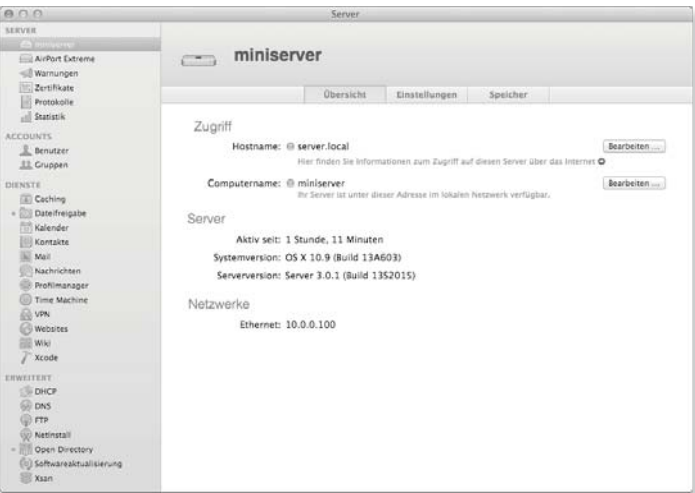 Server
SERVER
miniserver
AirPort Extreme
Warnungen
Zertifikate
Protokolle
Statistik
ACCOUNTS
Benutzer
Gruppen
DIENSTE
Caching
Dateifreigabe
Kalender
Kontakte
Mail
Nachrichten
Profilmanager
Time Machine
VPN
Websites
Wiki
Xcode
ERWEITERT
DHCP
DNS
FTP
NetInstall
Open Directory
Softwareaktualisierung
Xsan
miniserver
Übersicht Einstellungen Speicher
Zugriff
Hostname: server.local Bearbeiten ...
Hier finden Sie Informationen zum Zugriff auf diesen Server über das Internet
Computername: miniserver Bearbeiten ...
Ihr Server ist unter dieser Adresse im lokalen Netzwerk verfügbar.
Server
Aktiv seit: 1 Stunde, 11 Minuten
Systemversion: OS X 10.9 (Build 13A603)
Serverversion: Server 3.0.1 (Build 13S2015)
Netzwerke
Ethernet: 10.0.0.100